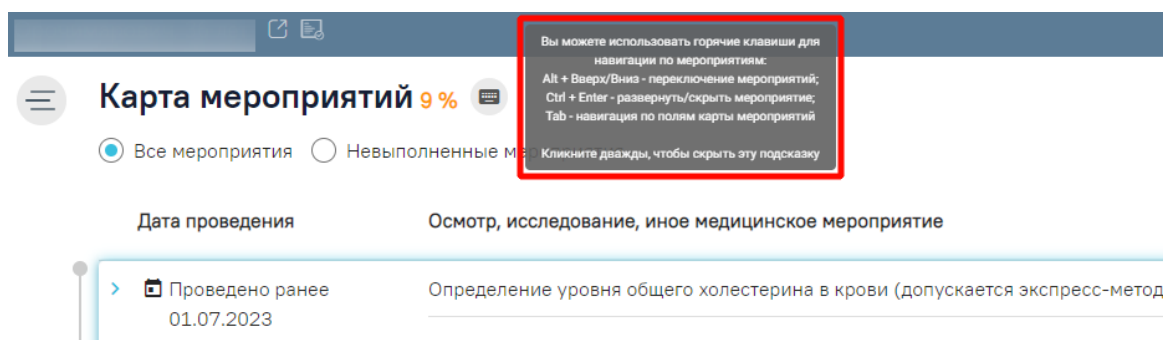 Вы можете использовать горячие клавиши для
навигации по мероприятиям:
Alt + Вверх/Вниз - переключение мероприятий;
Ctrl + Enter - развернуть/скрыть мероприятие;
Tab - навигация по полям карты мероприятий
Кликните дважды, чтобы скрыть эту подсказку
Карта мероприятий 9 %
Все мероприятия Невыполненные
Дата проведения Осмотр, исследование, иное медицинское мероприятие
Проведено ранее Определение уровня общего холестерина в крови (допускается экспресс-метод
01.07.2023